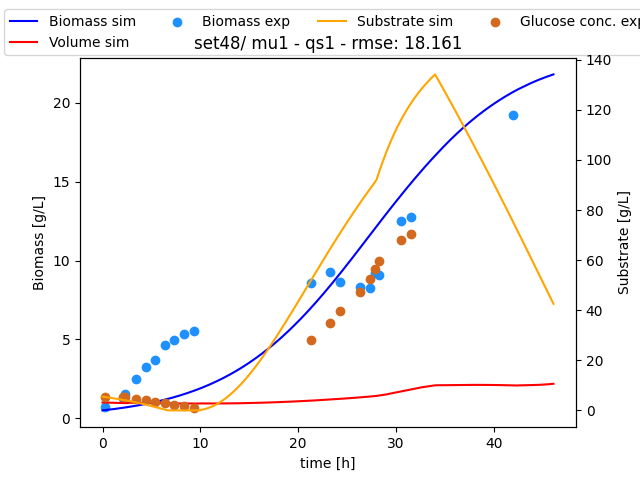 Biomass sim Biomass exp Substrate sim Glucose conc. exp
Volume sim
set48/ mu1 - qs1 - rmse: 18.161
Biomass [g/L]
20
15
10
5
0
140
120
100
80
60
40
20
0
Substrate [g/L]
0 10 20 30 40
time [h]